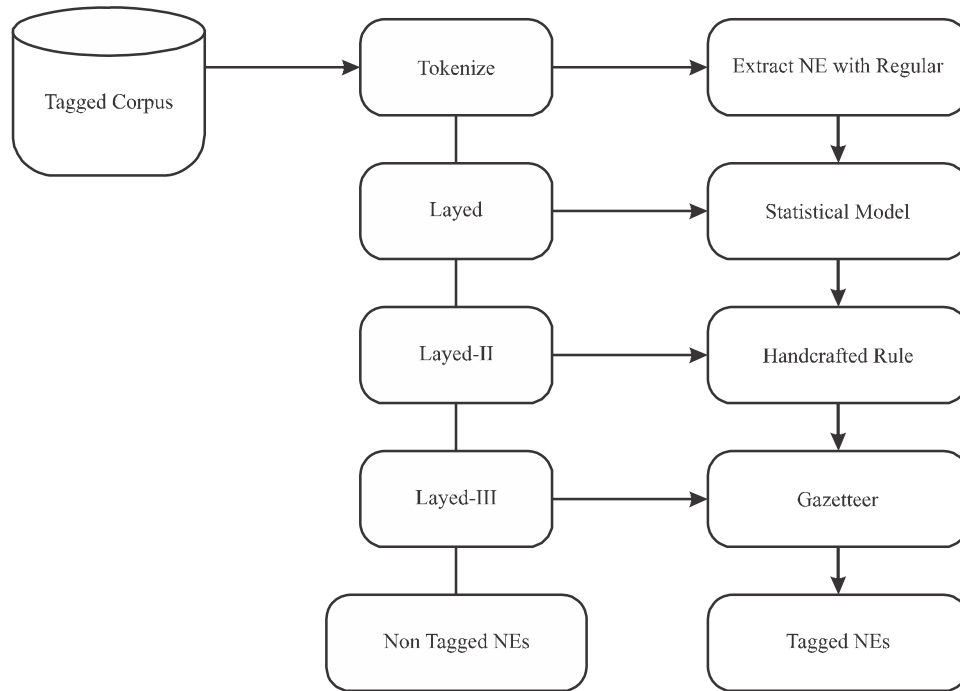 Tagged Corpus
Tokenize
Extract NE with Regular
Layed
Statistical Model
Layed-II
Handcrafted Rule
Layed-III
Gazetteer
Non Tagged NEs
Tagged NEs